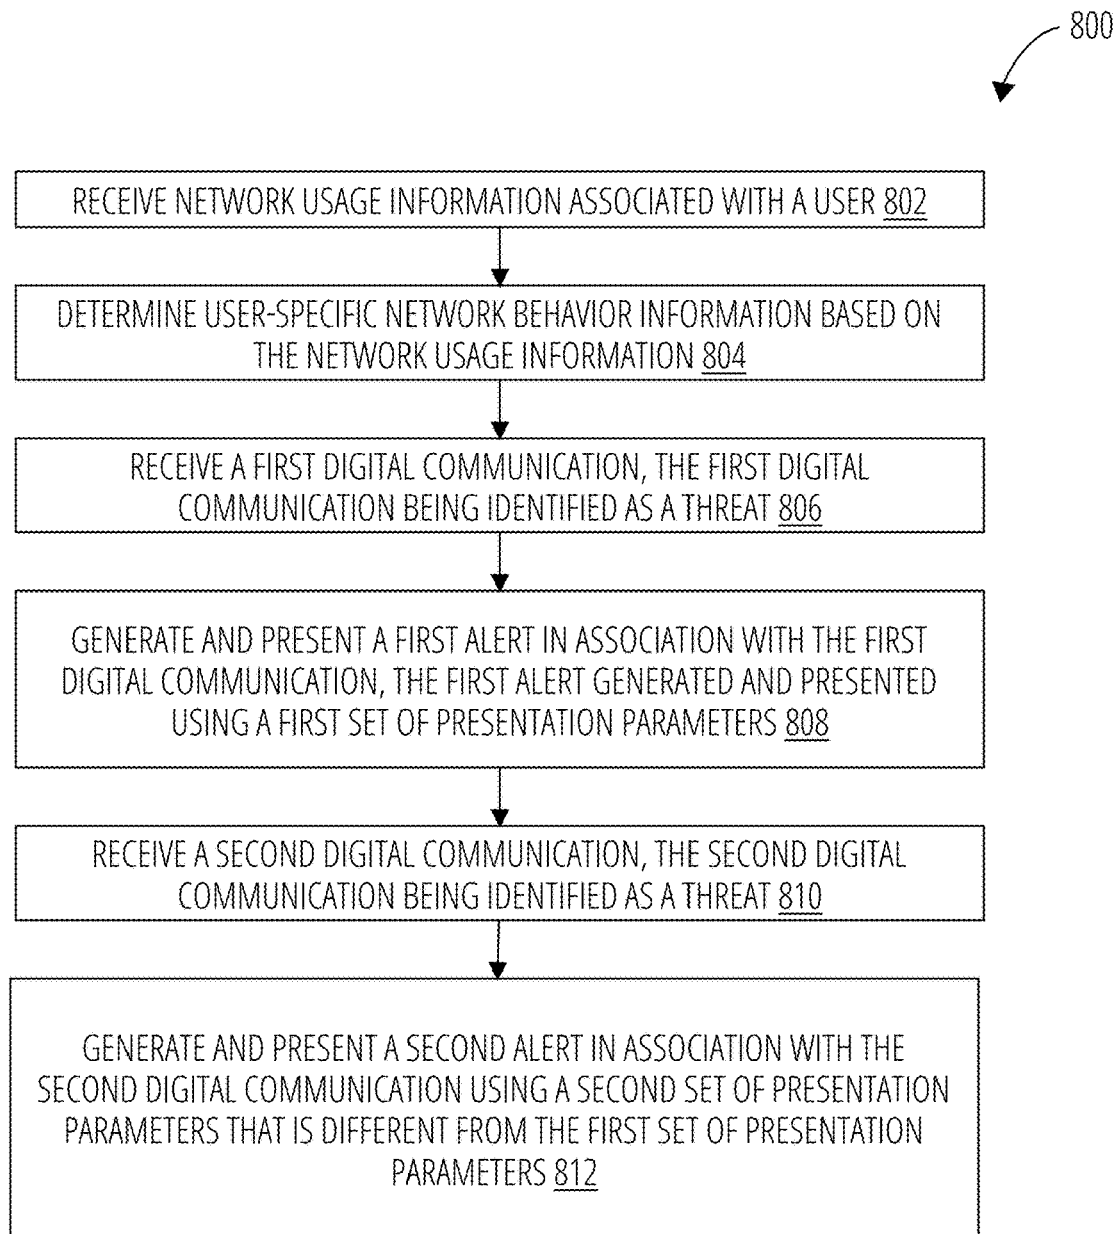 800
RECEIVE NETWORK USAGE INFORMATION ASSOCIATED WITH A USER 802
DETERMINE USER-SPECIFIC NETWORK BEHAVIOR INFORMATION BASED ON
THE NETWORK USAGE INFORMATION 804
RECEIVE A FIRST DIGITAL COMMUNICATION, THE FIRST DIGITAL
COMMUNICATION BEING IDENTIFIED AS A THREAT 806
GENERATE AND PRESENT A FIRST ALERT IN ASSOCIATION WITH THE FIRST
DIGITAL COMMUNICATION, THE FIRST ALERT GENERATED AND PRESENTED
USING A FIRST SET OF PRESENTATION PARAMETERS 808
RECEIVE A SECOND DIGITAL COMMUNICATION, THE SECOND DIGITAL
COMMUNICATION BEING IDENTIFIED AS A THREAT 810
GENERATE AND PRESENT A SECOND ALERT IN ASSOCIATION WITH THE
SECOND DIGITAL COMMUNICATION USING A SECOND SET OF PRESENTATION
PARAMETERS THAT IS DIFFERENT FROM THE FIRST SET OF PRESENTATION
PARAMETERS 812